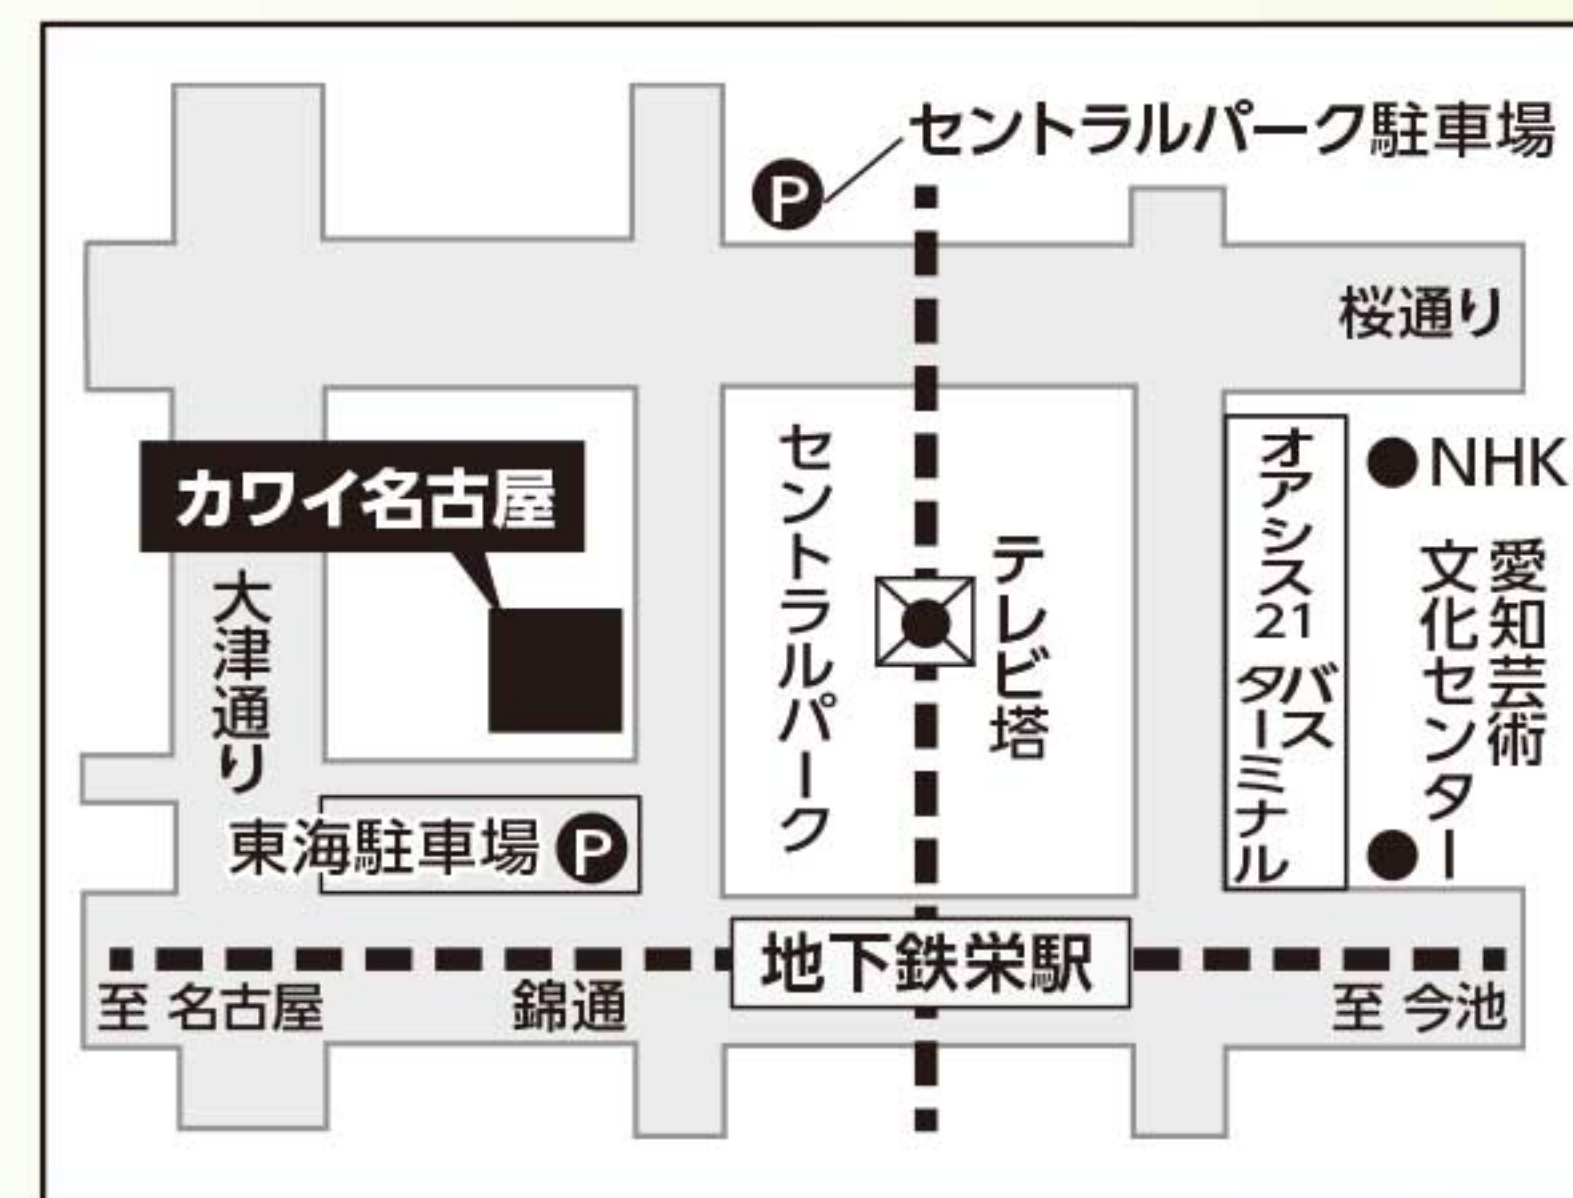 セントラルパーク駐車場
P
桜通り
カワイ名古屋
大津通り
セントラルパーク
テレビ塔
オアシス21
バス
ターミナル
NHK
愛知芸術
文化センター
東海駐車場 P
地下鉄栄駅
至 名古屋
錦通
至 今池